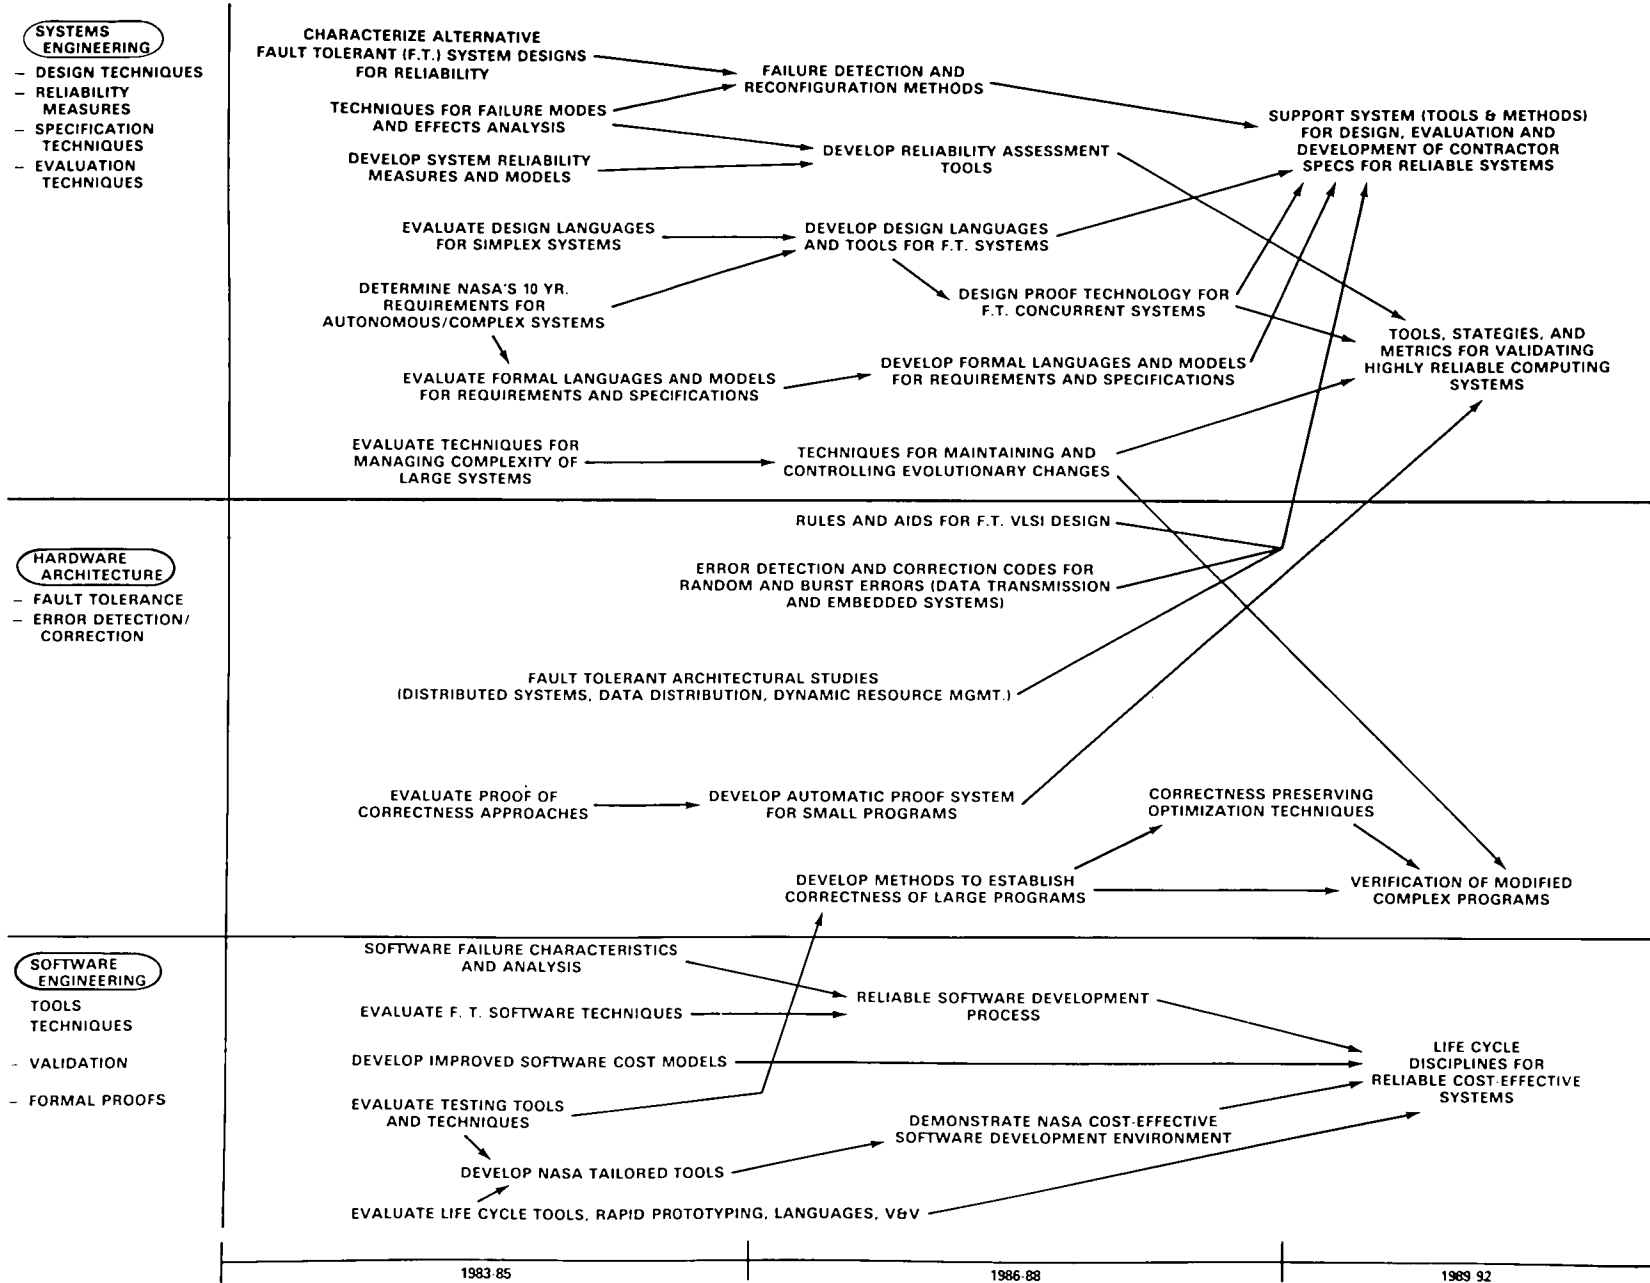 SYSTEMS
ENGINEERING
– DESIGN TECHNIQUES
– RELIABILITY
MEASURES
– SPECIFICATION
TECHNIQUES
– EVALUATION
TECHNIQUES
CHARACTERIZE ALTERNATIVE
FAULT TOLERANT (F.T.) SYSTEM DESIGNS
FOR RELIABILITY
TECHNIQUES FOR FAILURE MODES
AND EFFECTS ANALYSIS
DEVELOP SYSTEM RELIABILITY
MEASURES AND MODELS
FAILURE DETECTION AND
RECONFIGURATION METHODS
DEVELOP RELIABILITY ASSESSMENT
TOOLS
SUPPORT SYSTEM (TOOLS & METHODS)
FOR DESIGN, EVALUATION AND
DEVELOPMENT OF CONTRACTOR
SPECS FOR RELIABLE SYSTEMS
EVALUATE DESIGN LANGUAGES
FOR SIMPLEX SYSTEMS
DEVELOP DESIGN LANGUAGES
AND TOOLS FOR F.T. SYSTEMS
DETERMINE NASA'S 10 YR.
REQUIREMENTS FOR
AUTONOMOUS/COMPLEX SYSTEMS
DESIGN PROOF TECHNOLOGY FOR
F.T. CONCURRENT SYSTEMS
TOOLS, STATEGIES, AND
METRICS FOR VALIDATING
HIGHLY RELIABLE COMPUTING
SYSTEMS
EVALUATE FORMAL LANGUAGES AND MODELS
FOR REQUIREMENTS AND SPECIFICATIONS
DEVELOP FORMAL LANGUAGES AND MODELS
FOR REQUIREMENTS AND SPECIFICATIONS
EVALUATE TECHNIQUES FOR
MANAGING COMPLEXITY OF
LARGE SYSTEMS
TECHNIQUES FOR MAINTAINING AND
CONTROLLING EVOLUTIONARY CHANGES
HARDWARE
ARCHITECTURE
– FAULT TOLERANCE
– ERROR DETECTION/
CORRECTION
RULES AND AIDS FOR F.T. VLSI DESIGN
ERROR DETECTION AND CORRECTION CODES FOR
RANDOM AND BURST ERRORS (DATA TRANSMISSION
AND EMBEDDED SYSTEMS)
FAULT TOLERANT ARCHITECTURAL STUDIES
(DISTRIBUTED SYSTEMS, DATA DISTRIBUTION, DYNAMIC RESOURCE MGMT.)
EVALUATE PROOF OF
CORRECTNESS APPROACHES
DEVELOP AUTOMATIC PROOF SYSTEM
FOR SMALL PROGRAMS
CORRECTNESS PRESERVING
OPTIMIZATION TECHNIQUES
DEVELOP METHODS TO ESTABLISH
CORRECTNESS OF LARGE PROGRAMS
VERIFICATION OF MODIFIED
COMPLEX PROGRAMS
SOFTWARE
ENGINEERING
TOOLS
TECHNIQUES
– VALIDATION
– FORMAL PROOFS
SOFTWARE FAILURE CHARACTERISTICS
AND ANALYSIS
EVALUATE F. T. SOFTWARE TECHNIQUES
RELIABLE SOFTWARE DEVELOPMENT
PROCESS
DEVELOP IMPROVED SOFTWARE COST MODELS
LIFE CYCLE
DISCIPLINES FOR
RELIABLE COST-EFFECTIVE
SYSTEMS
EVALUATE TESTING TOOLS
AND TECHNIQUES
DEMONSTRATE NASA COST-EFFECTIVE
SOFTWARE DEVELOPMENT ENVIRONMENT
DEVELOP NASA TAILORED TOOLS
EVALUATE LIFE CYCLE TOOLS, RAPID PROTOTYPING, LANGUAGES, V&V
1983-85
1986-88
1989-92